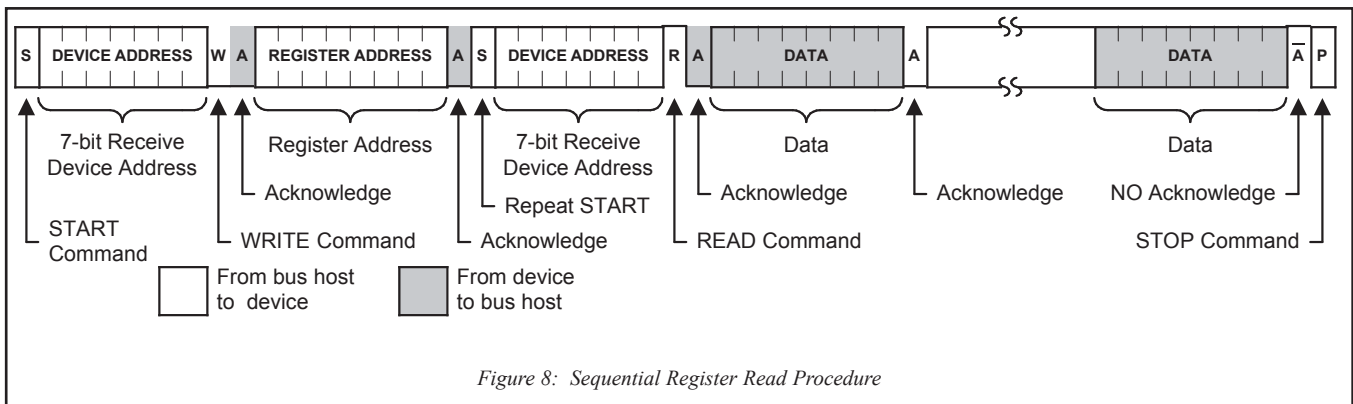 S DEVICE ADDRESS W A REGISTER ADDRESS A S DEVICE ADDRESS R A DATA A DATA A̅ P
7-bit Receive
Device Address
Register Address
7-bit Receive
Device Address
Data
Data
Acknowledge
Repeat START
Acknowledge
Acknowledge
NO Acknowledge
START
Command
WRITE Command
Acknowledge
READ Command
STOP Command
From bus host
to device
From device
to bus host
Figure 8: Sequential Register Read Procedure